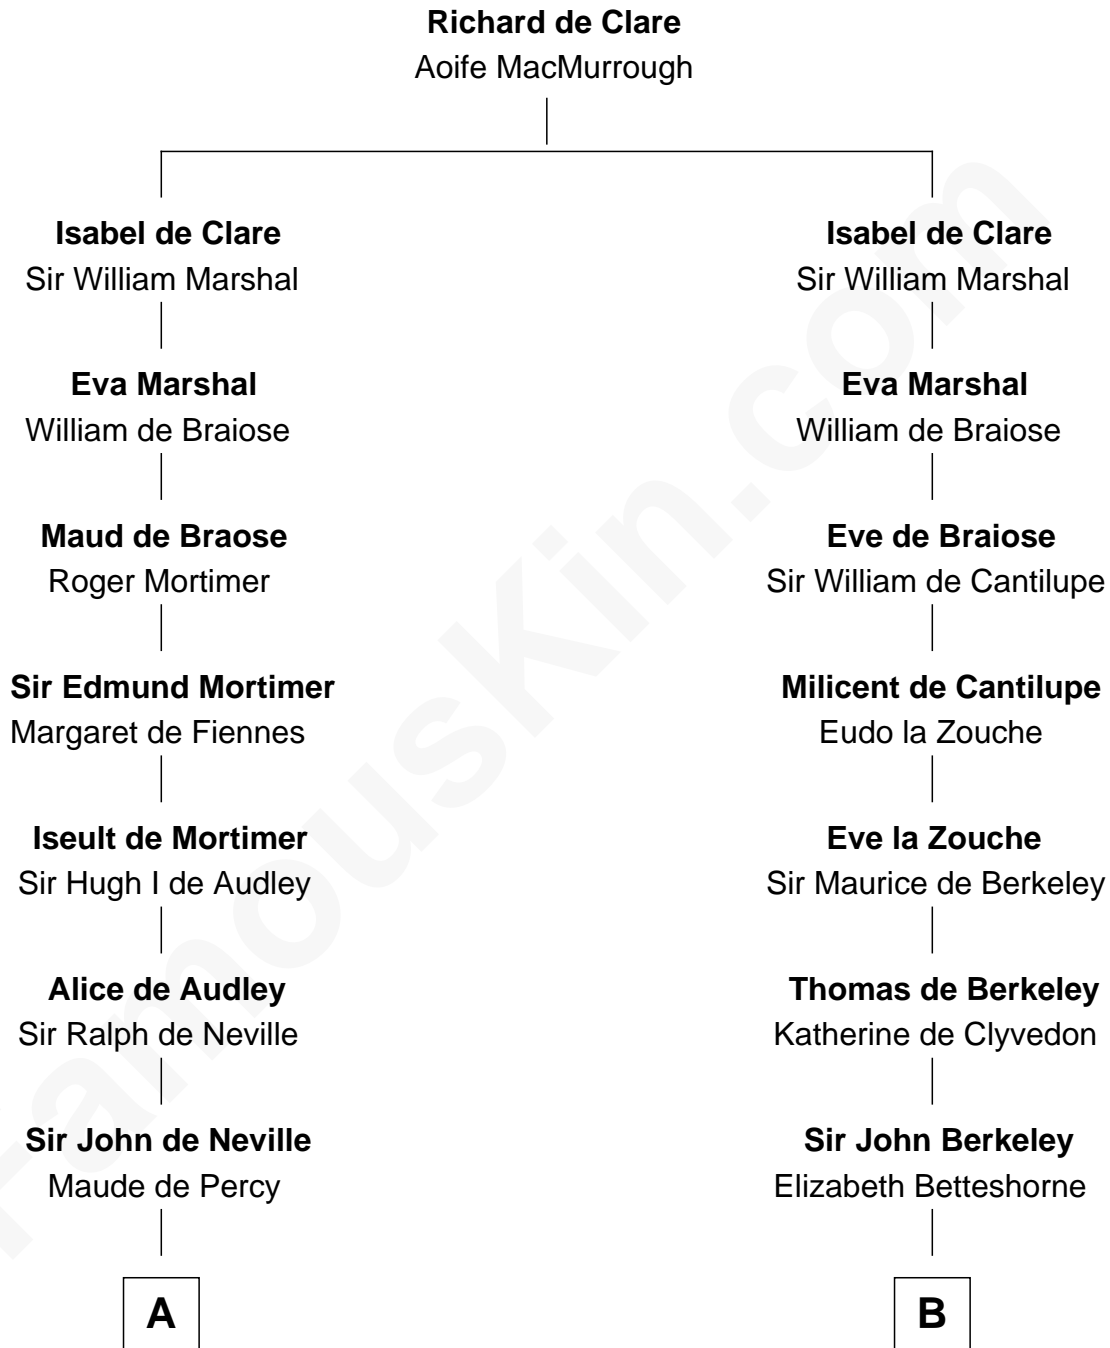 Richard de Clare
Aoife MacMurrough
Isabel de Clare
Sir William Marshal
Isabel de Clare
Sir William Marshal
Eva Marshal
William de Braiose
Eva Marshal
William de Braiose
Maud de Braose
Roger Mortimer
Eve de Braiose
Sir William de Cantilupe
Sir Edmund Mortimer
Margaret de Fiennes
Milicent de Cantilupe
Eudo la Zouche
Iseult de Mortimer
Sir Hugh I de Audley
Eve la Zouche
Sir Maurice de Berkeley
Alice de Audley
Sir Ralph de Neville
Thomas de Berkeley
Katherine de Clyvedon
Sir John de Neville
Maude de Percy
Sir John Berkeley
Elizabeth Betteshorne
A
B
FamousKin.com